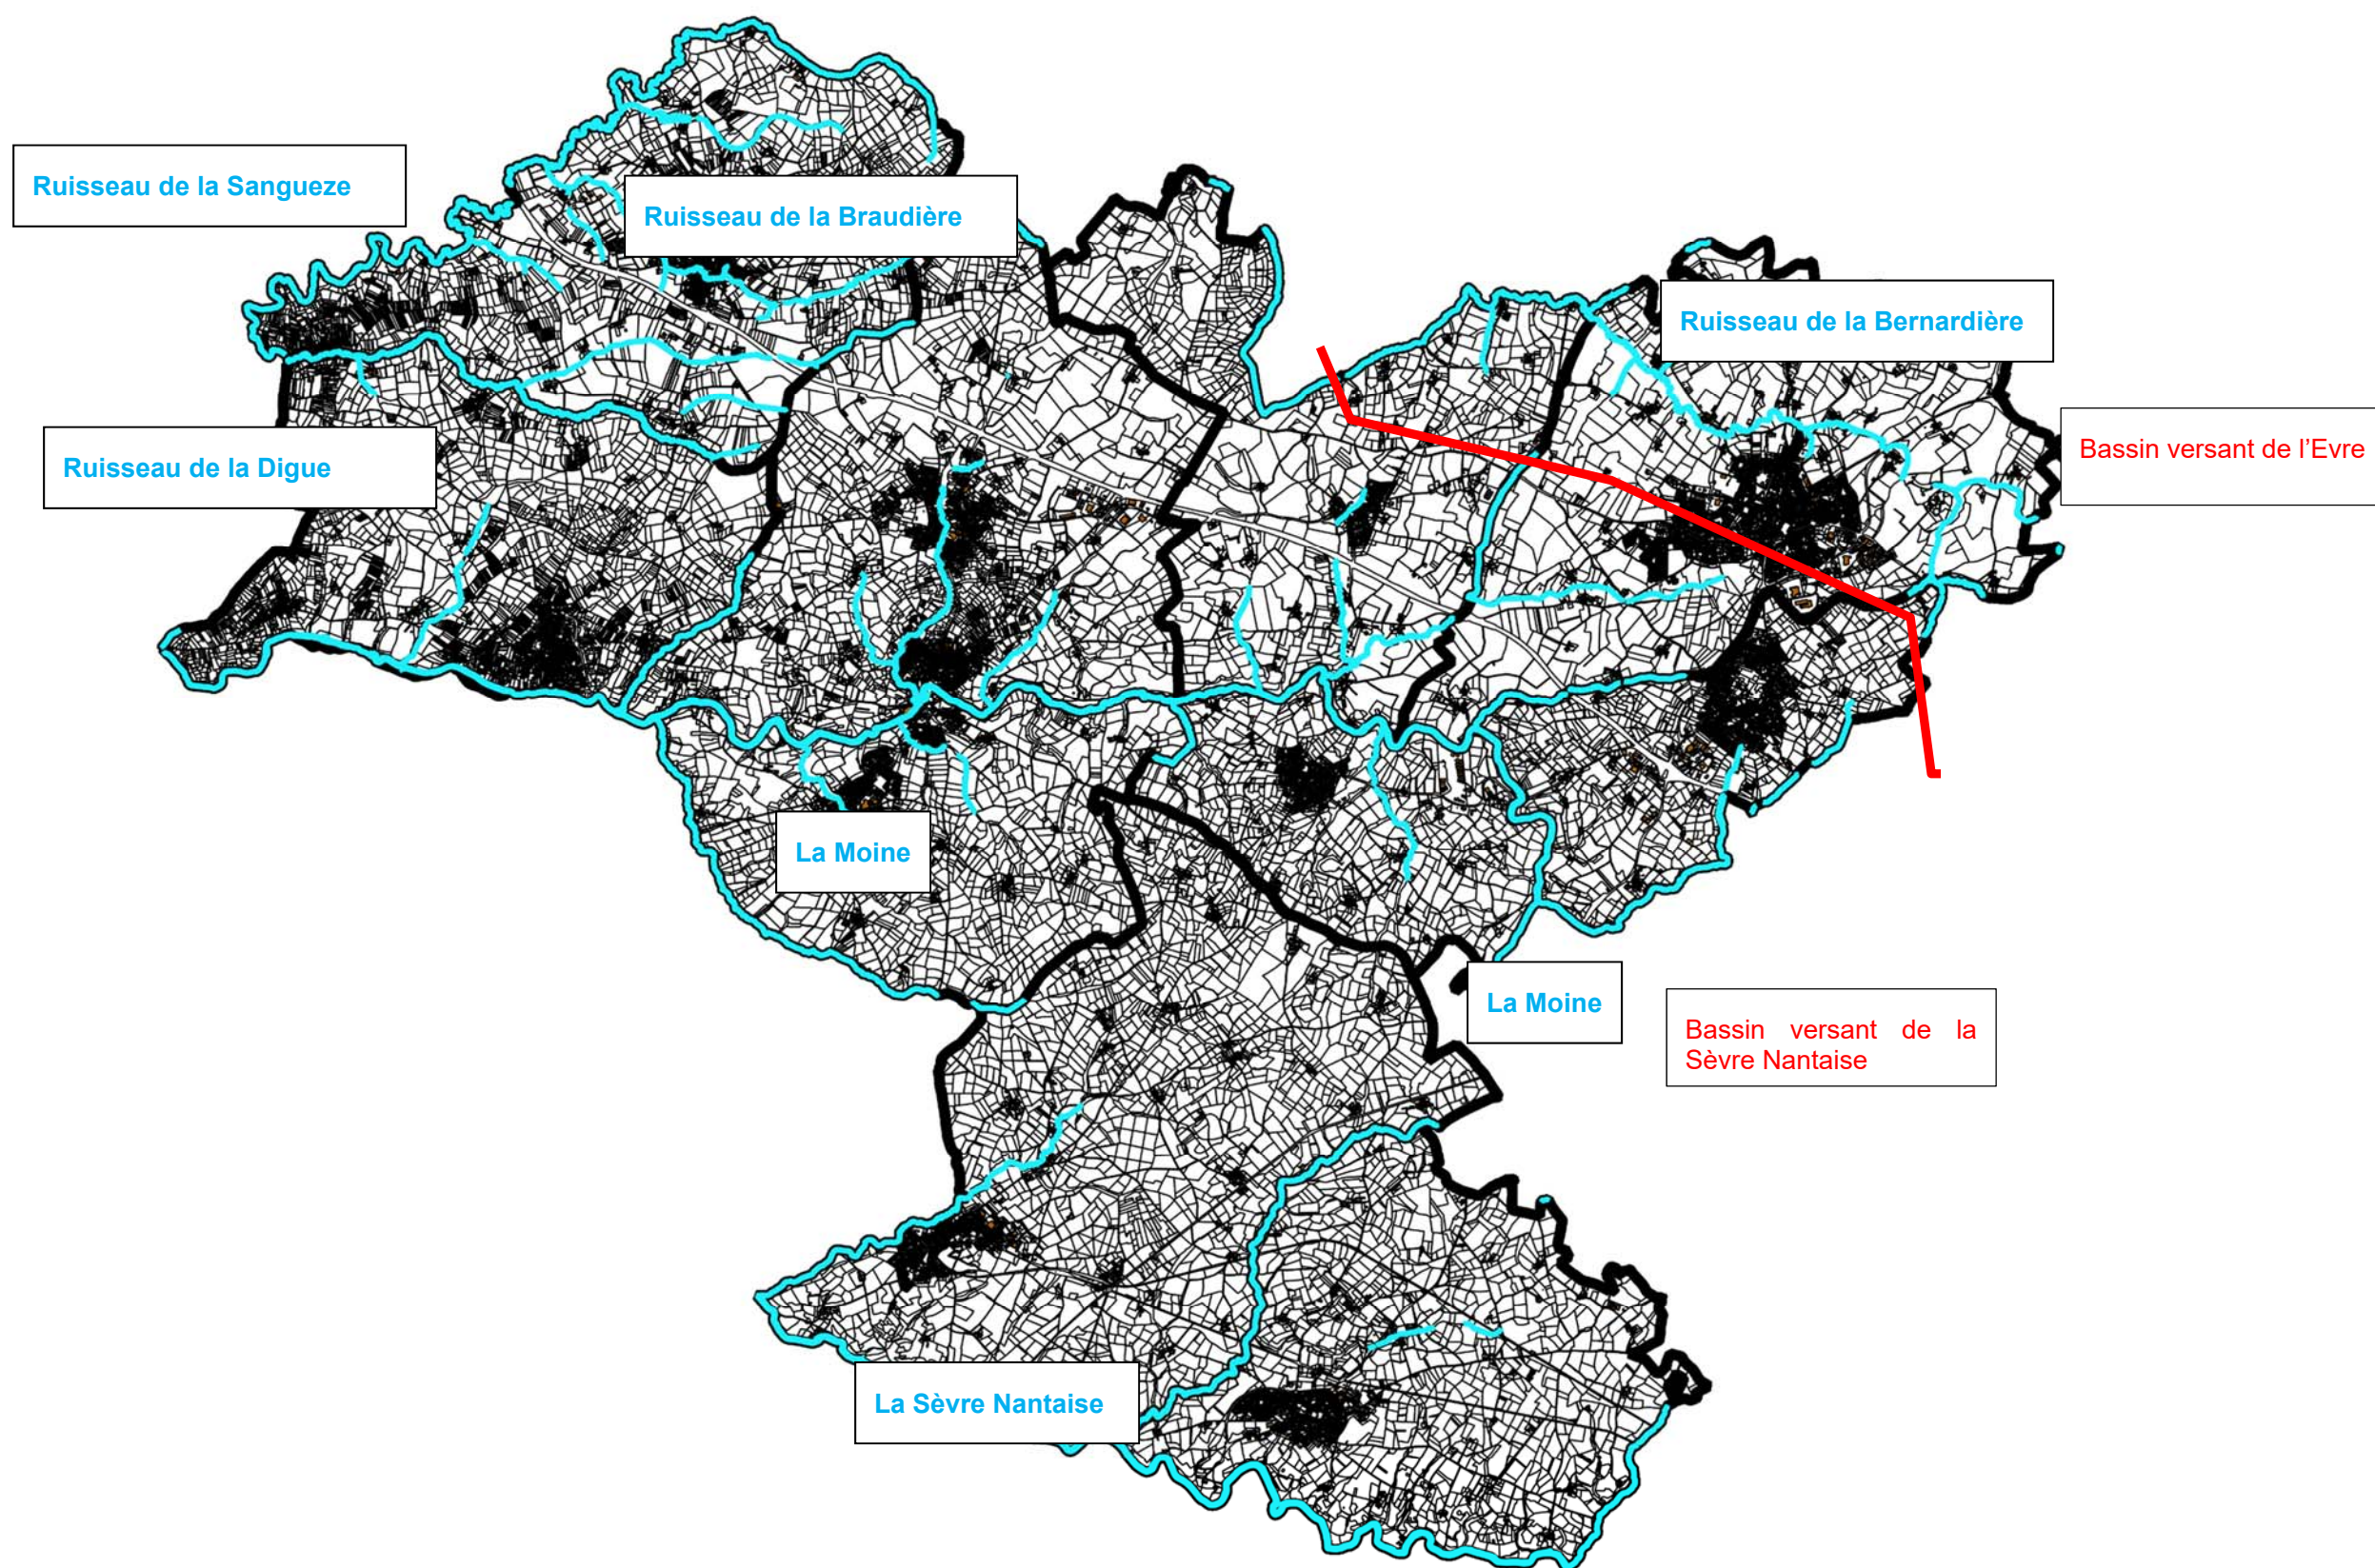 Ruisseau de la Sangueze
Ruisseau de la Braudière
Ruisseau de la Bernardière
Bassin versant de l'Evre
Ruisseau de la Digue
La Moine
La Moine
Bassin versant de la
Sèvre Nantaise
La Sèvre Nantaise